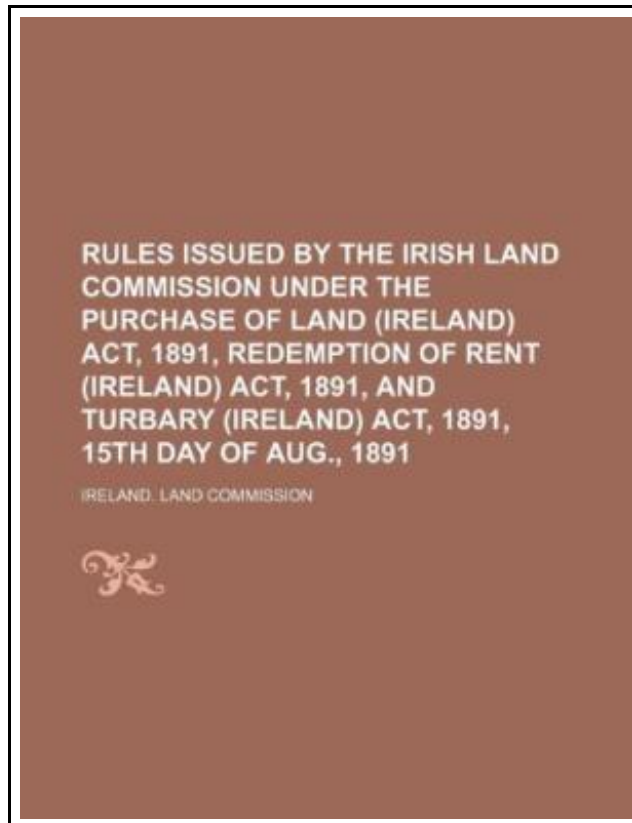 RULES ISSUED BY THE IRISH LAND
COMMISSION UNDER THE
PURCHASE OF LAND (IRELAND)
ACT, 1891, REDEMPTION OF RENT
(IRELAND) ACT, 1891, AND
TURBARY (IRELAND) ACT, 1891,
15TH DAY OF AUG., 1891
IRELAND. LAND COMMISSION